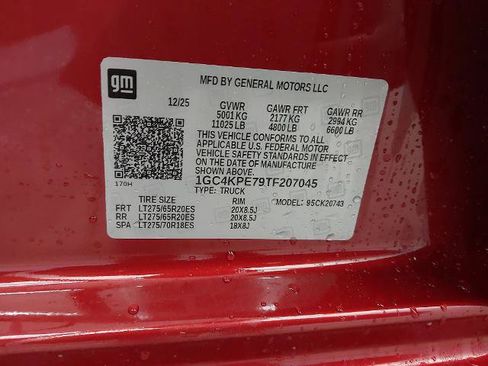 gm
MFD BY GENERAL MOTORS LLC
12/25 GVWR GAWR FRT GAWR RR
5001 KG 2177 KG 2994 KG
11025 LB 4800 LB 6600 LB
THIS VEHICLE CONFORMS TO ALL
APPLICABLE U.S. FEDERAL MOTOR
VEHICLE SAFETY STANDARDS IN EFFECT
ON THE DATE OF MANUFACTURE
SHOWN ABOVE.
1GC4KPE79TF207045
170H TYPE: TRUCK
TIRE SIZE RIM MODEL: 95CK20743
FRT LT275/65R20ES 20X8.5J
RR LT275/65R20ES 20X8.5J
SPA LT275/70R18ES 18X8J